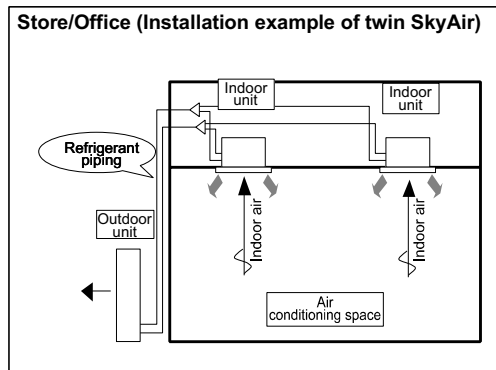 Store/Office (Installation example of twin SkyAir)
Indoor
unit
Indoor
unit
Refrigerant
piping
Outdoor
unit
Indoor air
Indoor air
Air
conditioning space